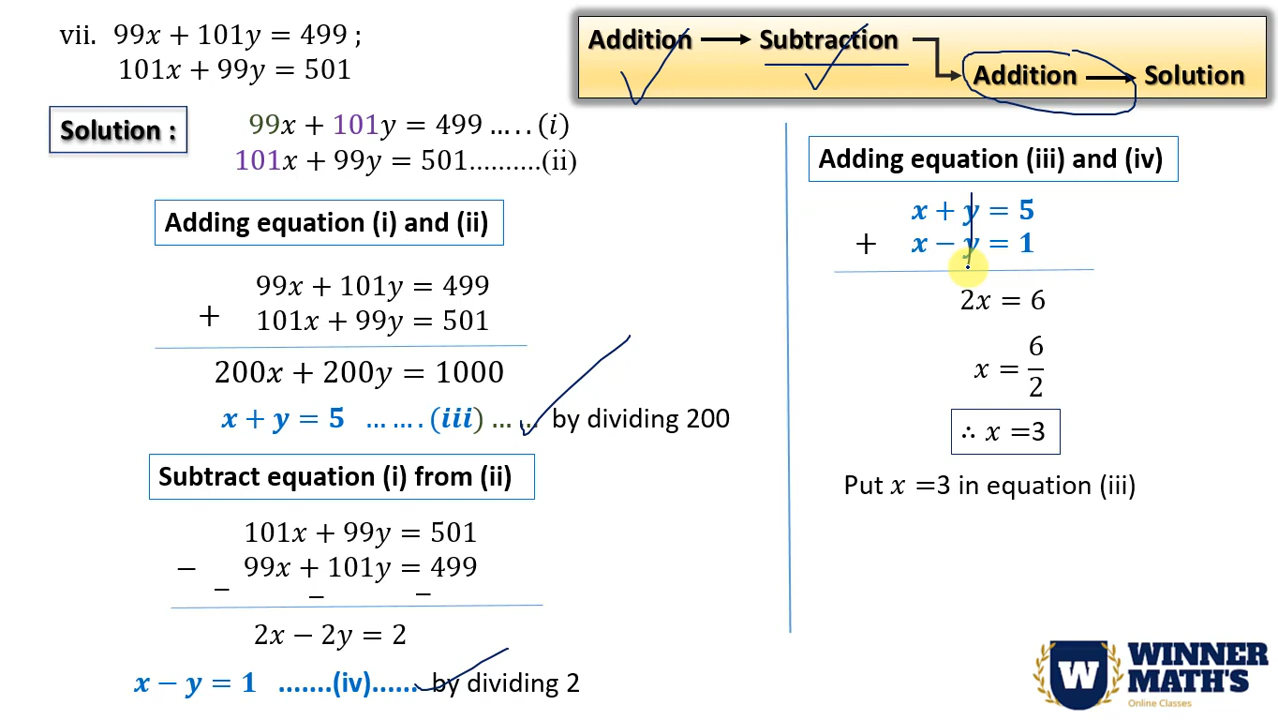 vii. 99x + 101y = 499 ;
101x + 99y = 501
Addition → Subtraction
Addition → Solution
Solution :
99x + 101y = 499 ..... (i)
101x + 99y = 501..........(ii)
Adding equation (i) and (ii)
99x + 101y = 499
+ 101x + 99y = 501
200x + 200y = 1000
x + y = 5 ... .... (iii) ... ... by dividing 200
Subtract equation (i) from (ii)
101x + 99y = 501
− 99x + 101y = 499
− − −
2x − 2y = 2
x − y = 1 .......(iv)...... by dividing 2
Adding equation (iii) and (iv)
x + y = 5
+ x − y = 1
2x = 6
x = 6/2
∴ x =3
Put x =3 in equation (iii)
W
WINNER
MATH'S
Online Classes